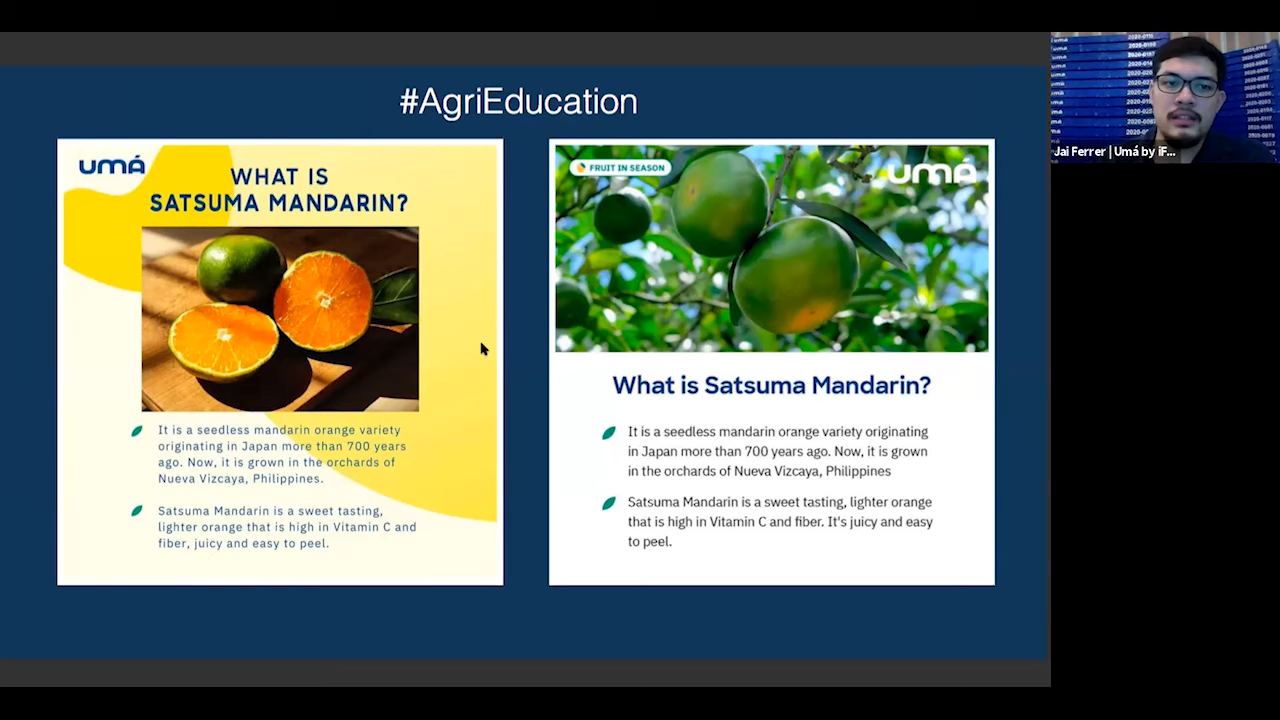 #AgriEducation
UMÁ
WHAT IS
SATSUMA MANDARIN?
It is a seedless mandarin orange variety
originating in Japan more than 700 years
ago. Now, it is grown in the orchards of
Nueva Vizcaya, Philippines.
Satsuma Mandarin is a sweet tasting,
lighter orange that is high in Vitamin C and
fiber, juicy and easy to peel.
FRUIT IN SEASON
UMÁ
What is Satsuma Mandarin?
It is a seedless mandarin orange variety originating
in Japan more than 700 years ago. Now, it is grown
in the orchards of Nueva Vizcaya, Philippines
Satsuma Mandarin is a sweet tasting, lighter orange
that is high in Vitamin C and fiber. It's juicy and easy
to peel.
Jai Ferrer | Umá by iF...